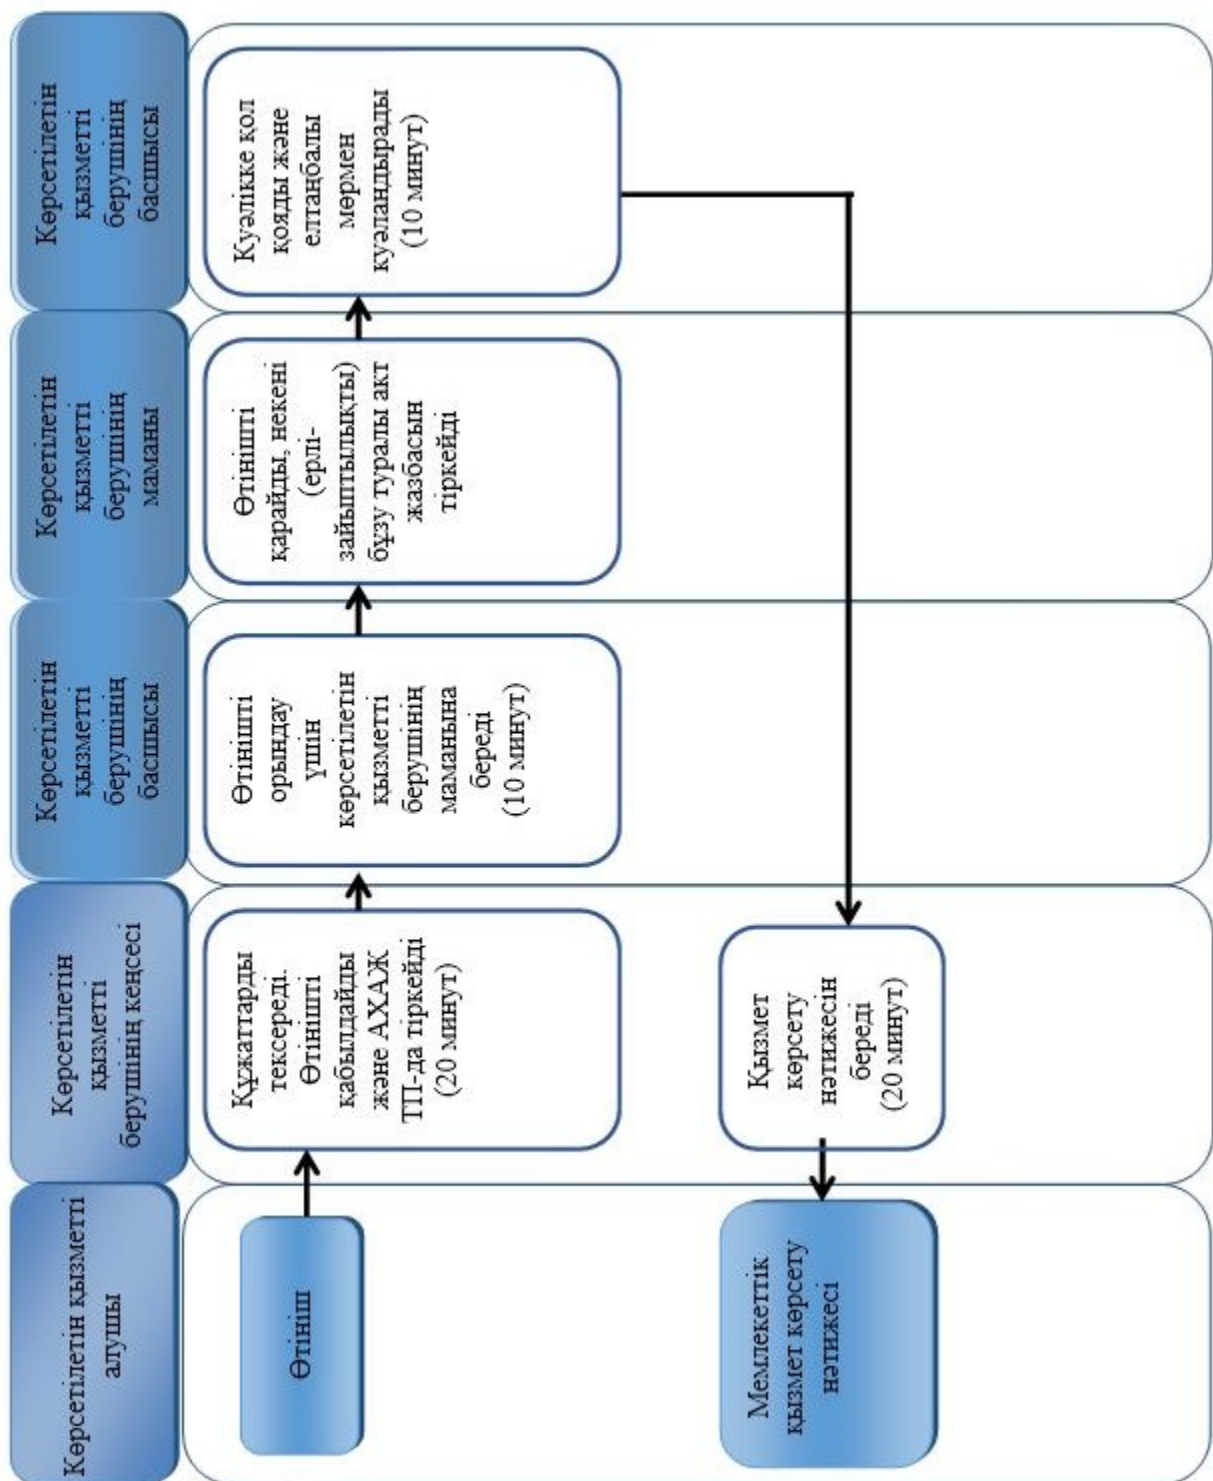 Көрсетілетін қызметті
алушы
Көрсетілетін
қызметті
берушінің кеңсесі
Көрсетілетін
қызметті
берушінің
басшысы
Көрсетілетін
қызметті
берушінің
маманы
Көрсетілетін
қызметті
берушінің
басшысы
Өтініш
Құжаттарды
тексереді.
Өтінішті
қабылдайды
және АХАЖ
ТП-да тіркейді
(20 минут)
Өтінішті
орындау
үшін
көрсетілетін
қызметті
берушінің
маманына
береді
(10 минут)
Өтінішті
қарайды, некені
(ерлі-
зайыптылықты)
бұзу туралы акт
жазбасын
тіркейді
Куәлікке қол
қояды және
елтаңбалы
мөрмен
куәландырады
(10 минут)
Мемлекеттік
қызмет көрсету
нәтижесі
Қызмет
көрсету
нәтижесін
береді
(20 минут)